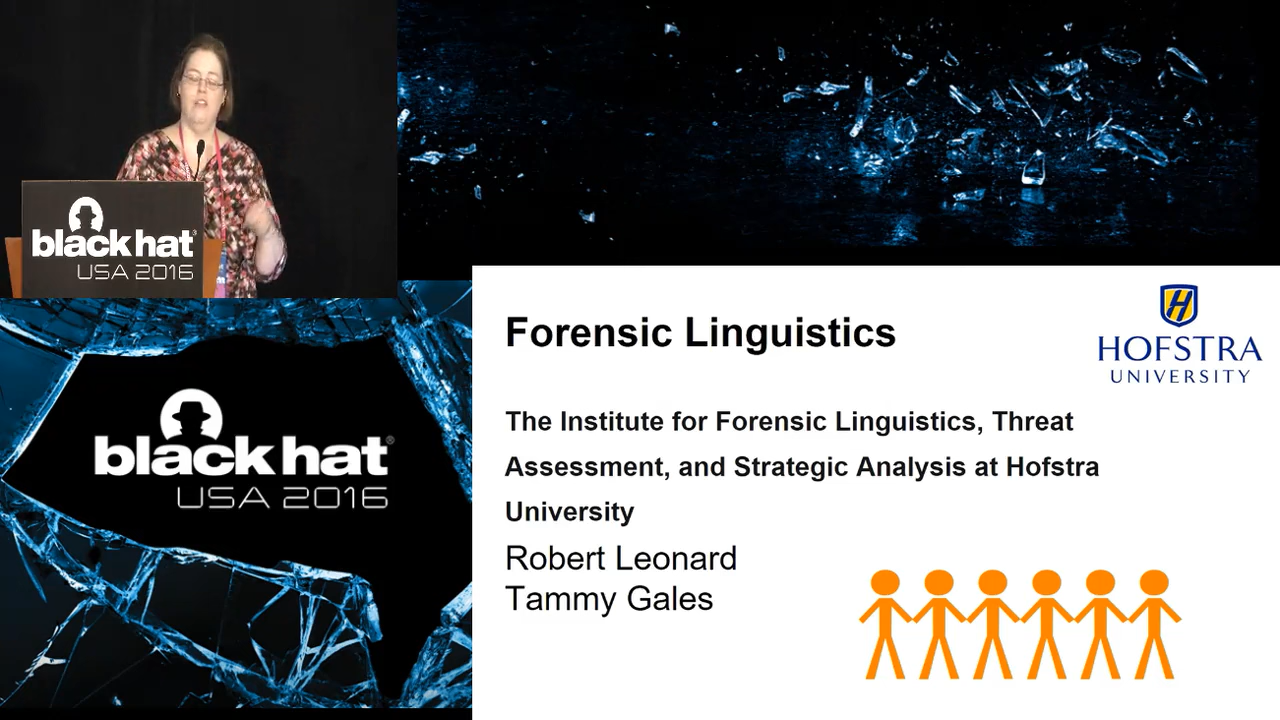 black hat®
USA 2016
black hat®
USA 2016
Forensic Linguistics
H
HOFSTRA
UNIVERSITY
The Institute for Forensic Linguistics, Threat
Assessment, and Strategic Analysis at Hofstra
University
Robert Leonard
Tammy Gales